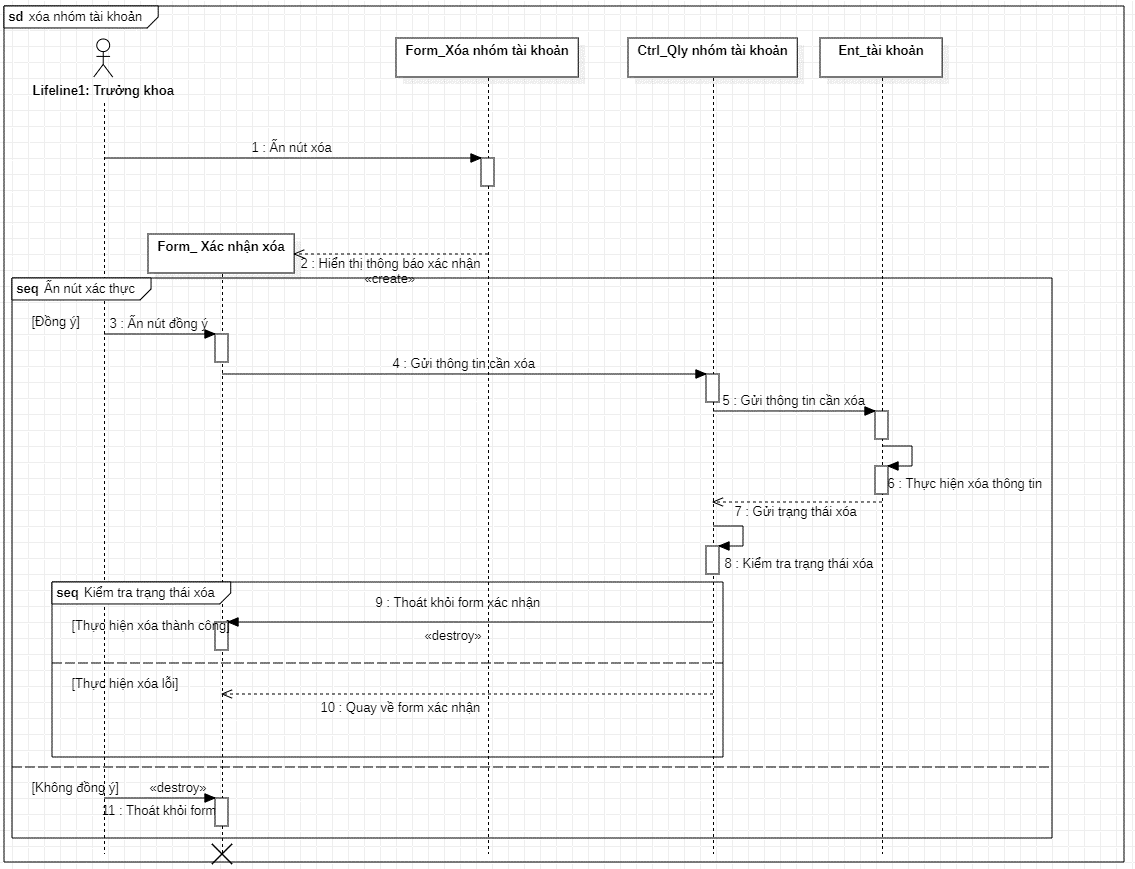 sd xóa nhóm tài khoản
Form_Xóa nhóm tài khoản
Ctrl_Qly nhóm tài khoản
Ent_tài khoản
Lifeline1: Trưởng khoa
1 : Ấn nút xóa
Form_ Xác nhận xóa
2 : Hiển thị thông báo xác nhận
«create»
seq Ấn nút xác thực
[Đồng ý]
3 : Ấn nút đồng ý
4 : Gửi thông tin cần xóa
5 : Gửi thông tin cần xóa
6 : Thực hiện xóa thông tin
7 : Gửi trạng thái xóa
8 : Kiểm tra trạng thái xóa
seq Kiểm tra trạng thái xóa
9 : Thoát khỏi form xác nhận
[Thực hiện xóa thành công]
«destroy»
[Thực hiện xóa lỗi]
10 : Quay về form xác nhận
[Không đồng ý]
«destroy»
11 : Thoát khỏi form